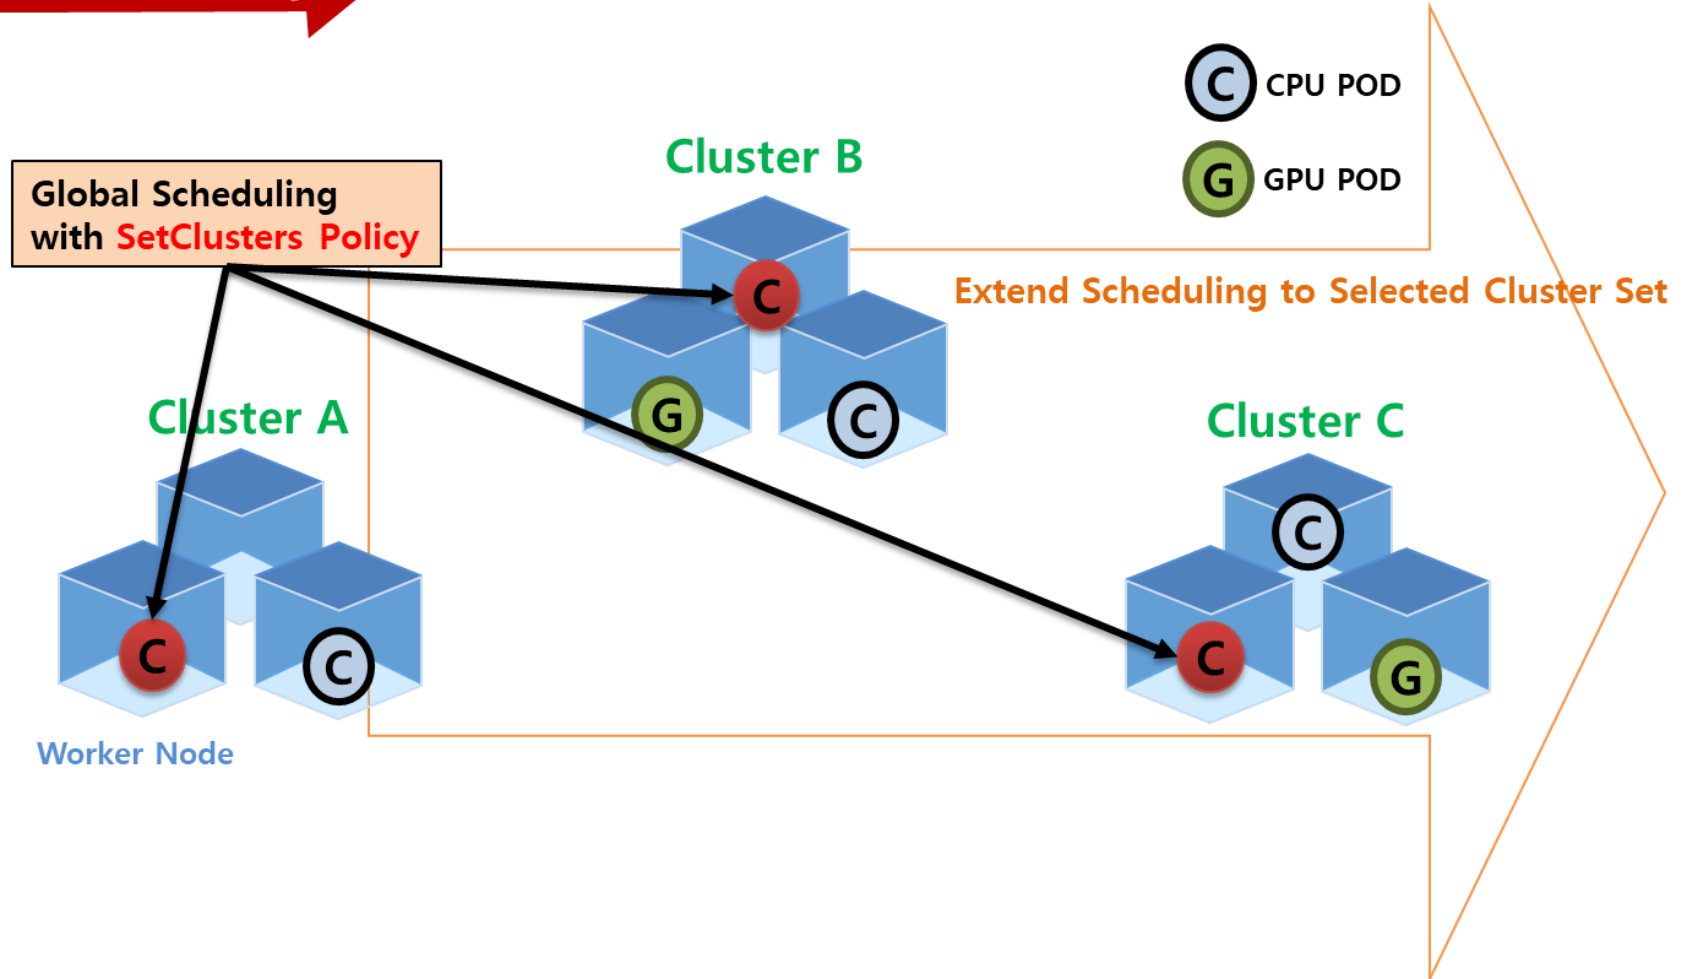 C CPU POD
G GPU POD
Cluster B
Global Scheduling
with SetClusters Policy
Extend Scheduling to Selected Cluster Set
C
G
C
Cluster A
Cluster C
C
C
G
C
C
Worker Node